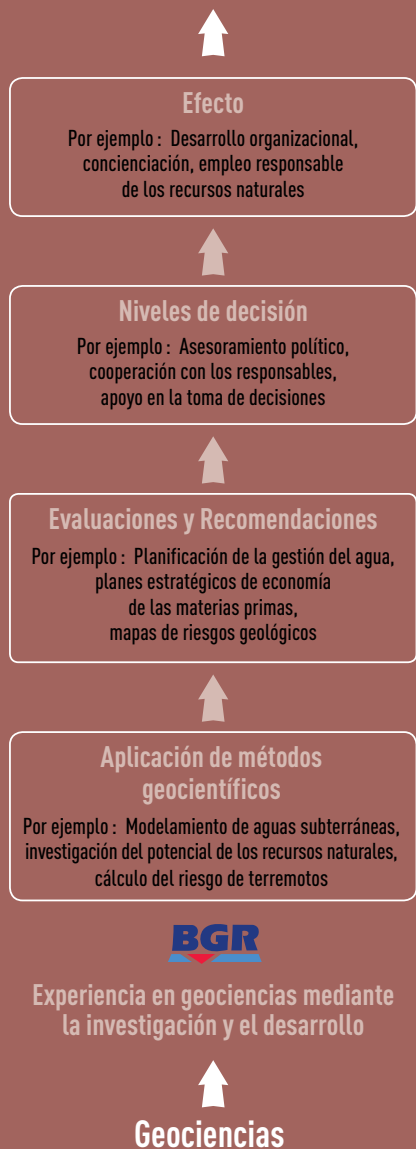 Efecto
Por ejemplo : Desarrollo organizacional,
concienciación, empleo responsable
de los recursos naturales
Niveles de decisión
Por ejemplo : Asesoramiento político,
cooperación con los responsables,
apoyo en la toma de decisiones
Evaluaciones y Recomendaciones
Por ejemplo : Planificación de la gestión del agua,
planes estratégicos de economía
de las materias primas,
mapas de riesgos geológicos
Aplicación de métodos
geocientíficos
Por ejemplo : Modelamiento de aguas subterráneas,
investigación del potencial de los recursos naturales,
cálculo del riesgo de terremotos
BGR
Experiencia en geociencias mediante
la investigación y el desarrollo
Geociencias